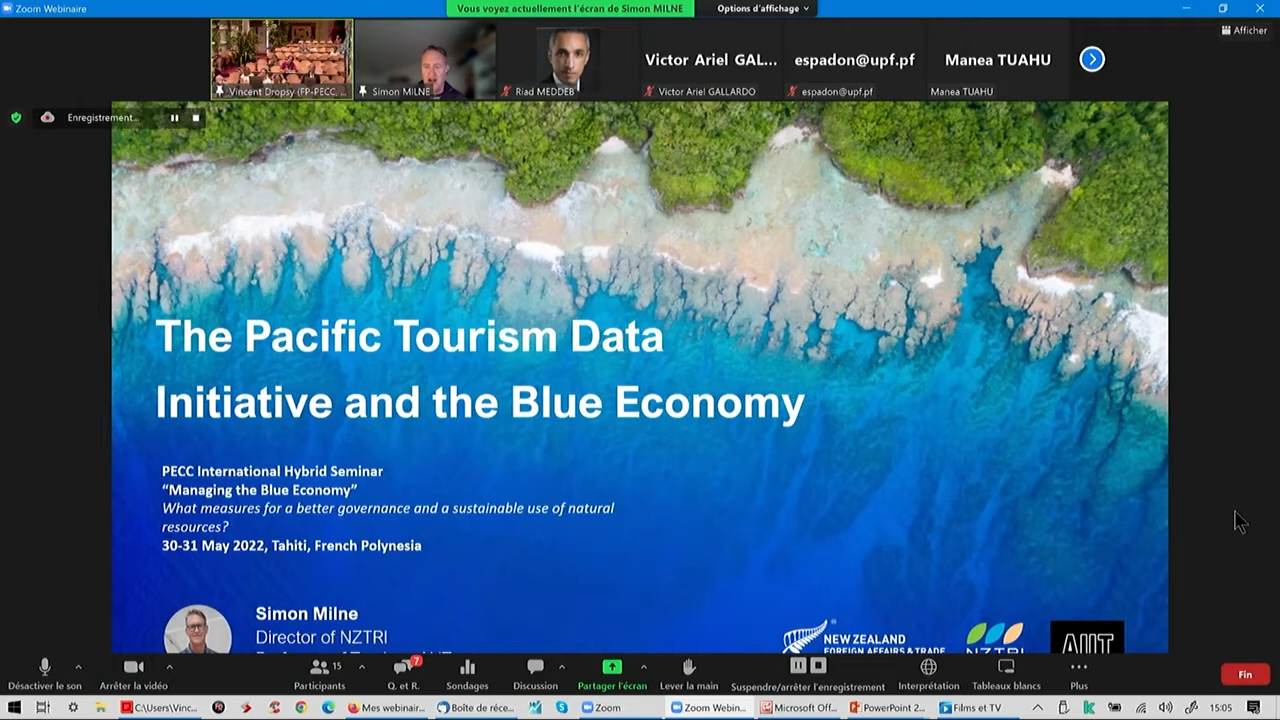 Zoom Webinaire
Vous voyez actuellement l'écran de Simon MILNE
Options d'affichage
Afficher
Victor Ariel GAL...
espadon@upf.pf
Manea TUAHU
Vincent Dropsy (FP-PECC, ...
Simon MILNE
Riad MEDDEB
Victor Ariel GALLARDO
espadon@upf.pf
Manea TUAHU
Enregistrement...
The Pacific Tourism Data
Initiative and the Blue Economy
PECC International Hybrid Seminar
“Managing the Blue Economy”
What measures for a better governance and a sustainable use of natural
resources?
30-31 May 2022, Tahiti, French Polynesia
Simon Milne
Director of NZTRI
NEW ZEALAND
FOREIGN AFFAIRS & TRADE
NZTRI
AUT
15
7
Désactiver le son
Arrêter la vidéo
Participants
Q. et R.
Sondages
Discussion
Partager l'écran
Lever la main
Suspendre/arrêter l'enregistrement
Interprétation
Tableaux blancs
Plus
Fin
C:\Users\Vinc...
Mes webinair...
Boîte de réce...
Zoom
Zoom Webin...
Microsoft Off...
PowerPoint 2...
Films et TV
15:05